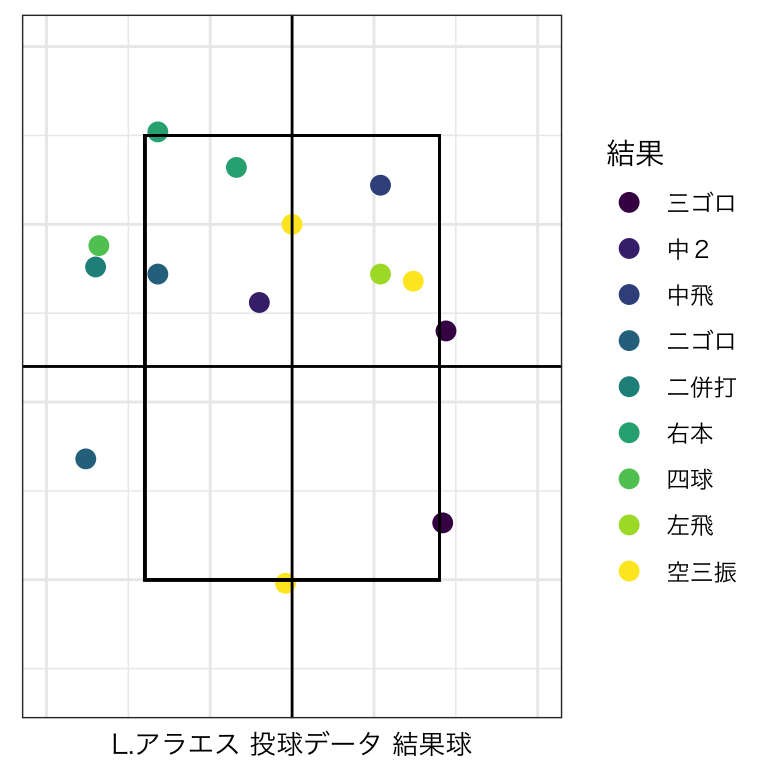 結果
三ゴロ
中２
中飛
二ゴロ
二併打
右本
四球
左飛
空三振
L.アラエス 投球データ 結果球